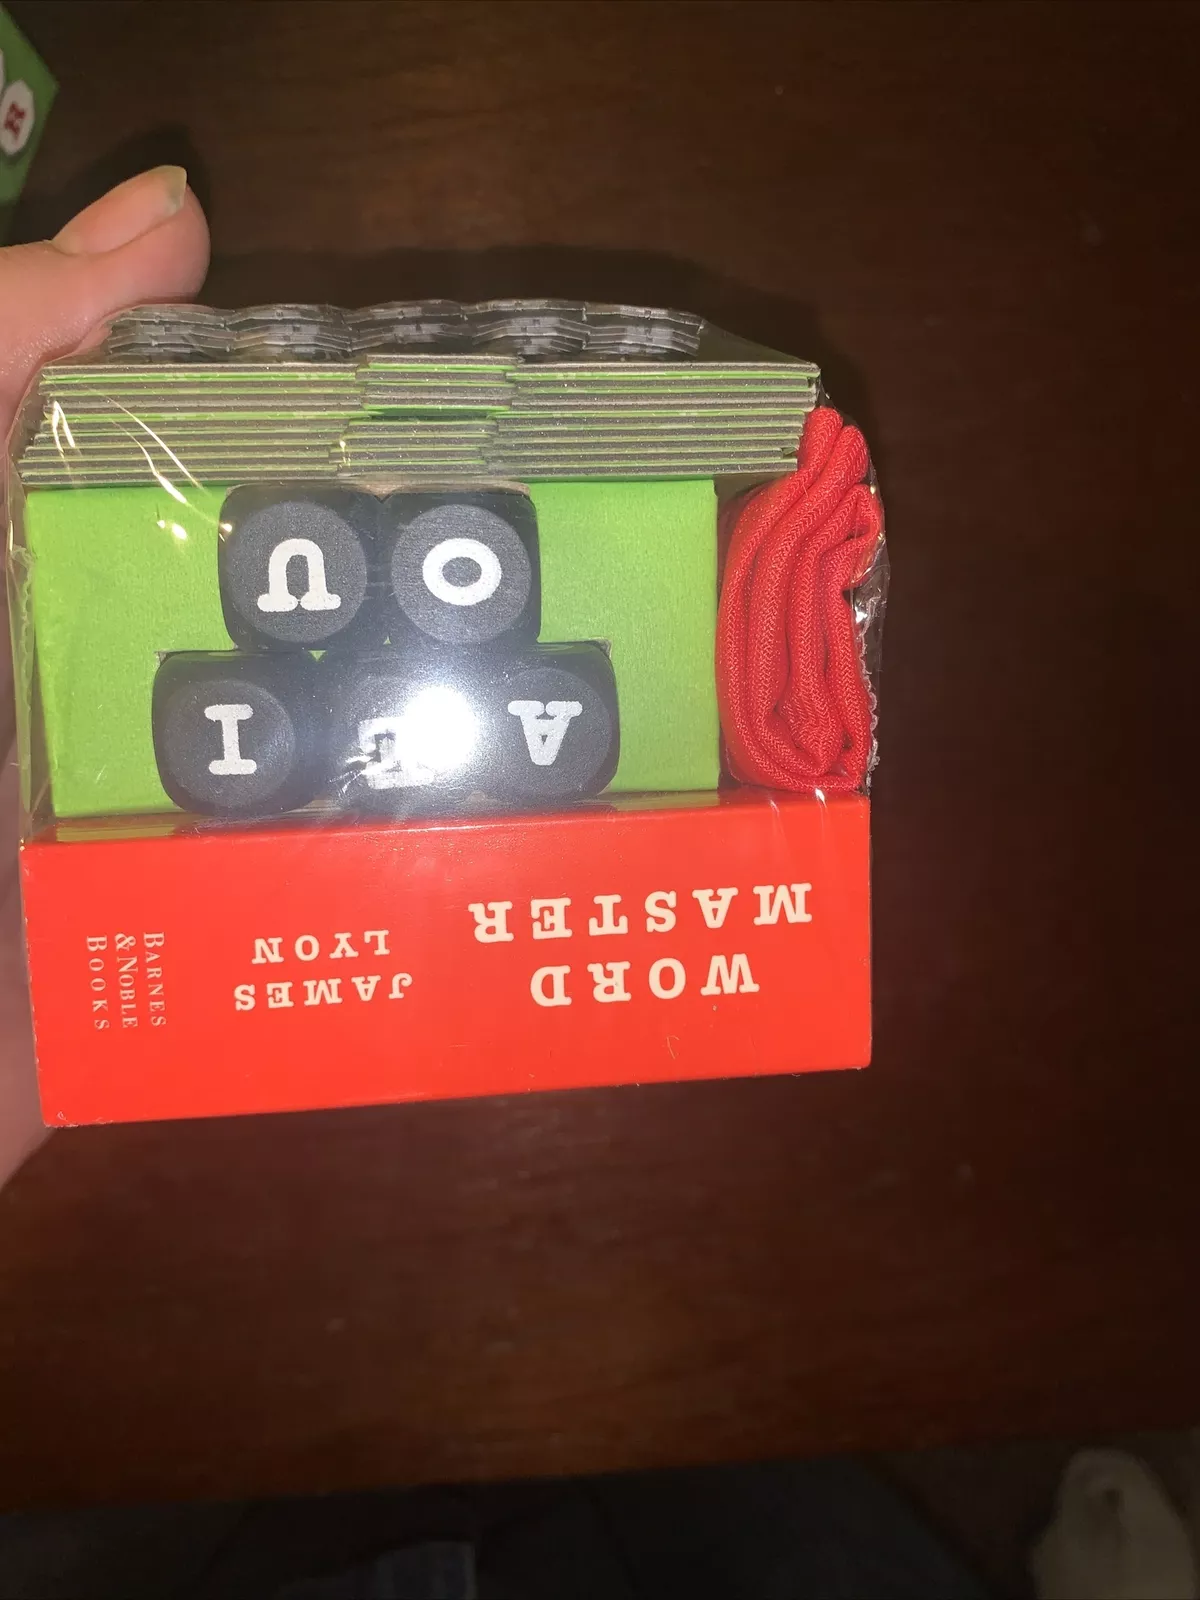 WORD
MASTER
JAMES
LYON
BARNES
& NOBLE
BOOKS
A E I
O U
R